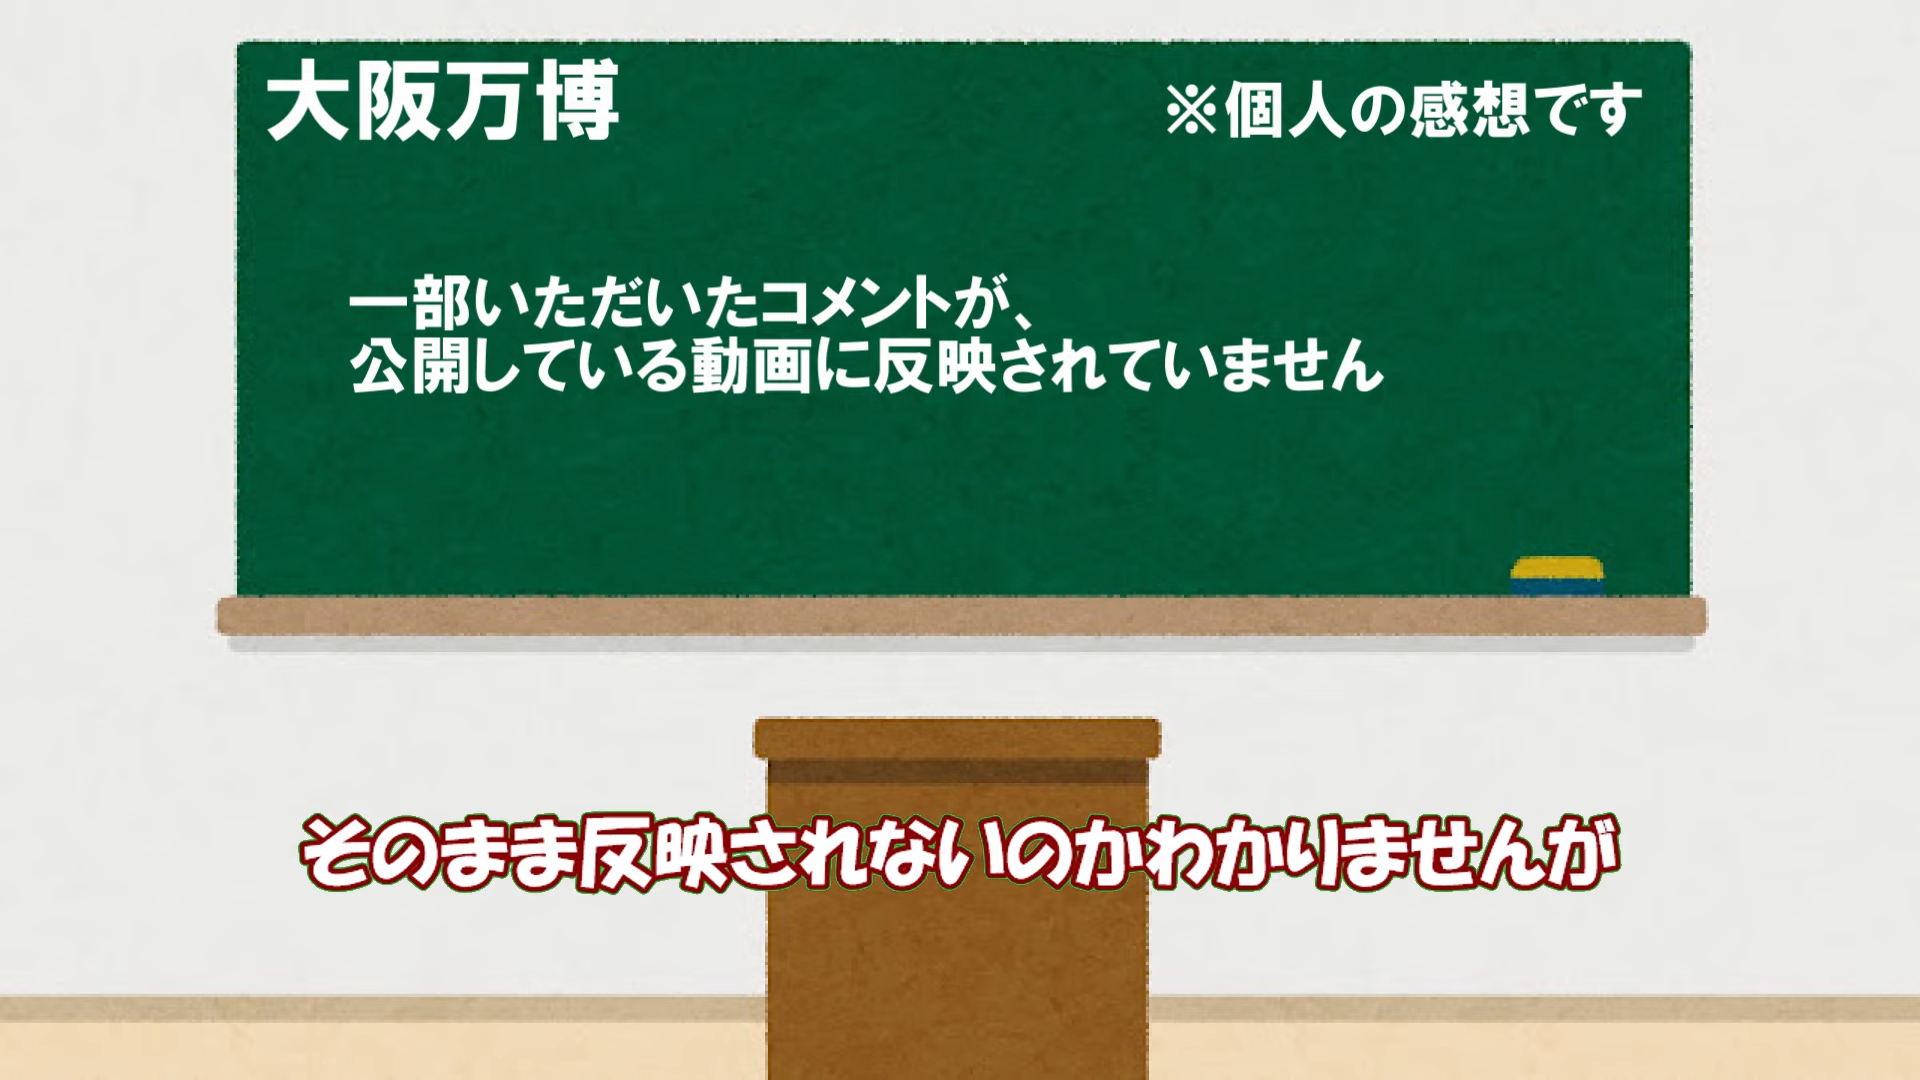 大阪万博
※個人の感想です
一部いただいたコメントが、
公開している動画に反映されていません
そのまま反映されないのかわかりませんが